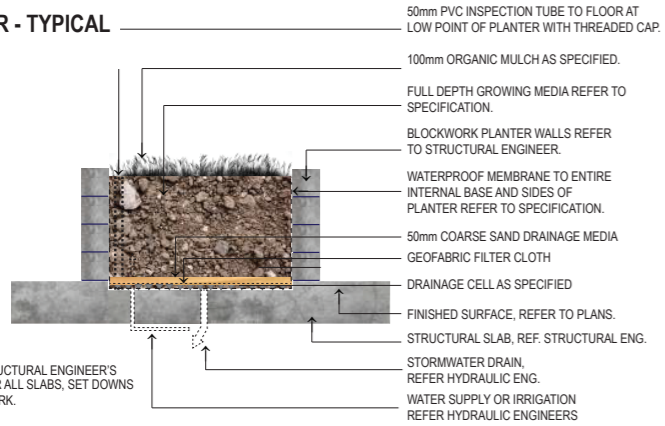 R - TYPICAL
50mm PVC INSPECTION TUBE TO FLOOR AT
LOW POINT OF PLANTER WITH THREADED CAP.
100mm ORGANIC MULCH AS SPECIFIED.
FULL DEPTH GROWING MEDIA REFER TO
SPECIFICATION.
BLOCKWORK PLANTER WALLS REFER
TO STRUCTURAL ENGINEER.
WATERPROOF MEMBRANE TO ENTIRE
INTERNAL BASE AND SIDES OF
PLANTER REFER TO SPECIFICATION.
50mm COARSE SAND DRAINAGE MEDIA
GEOFABRIC FILTER CLOTH
DRAINAGE CELL AS SPECIFIED
FINISHED SURFACE, REFER TO PLANS.
STRUCTURAL SLAB, REF. STRUCTURAL ENG.
STORMWATER DRAIN,
REFER HYDRAULIC ENG.
WATER SUPPLY OR IRRIGATION
REFER HYDRAULIC ENGINEERS
UCTURAL ENGINEER'S
R ALL SLABS, SET DOWNS
RK.